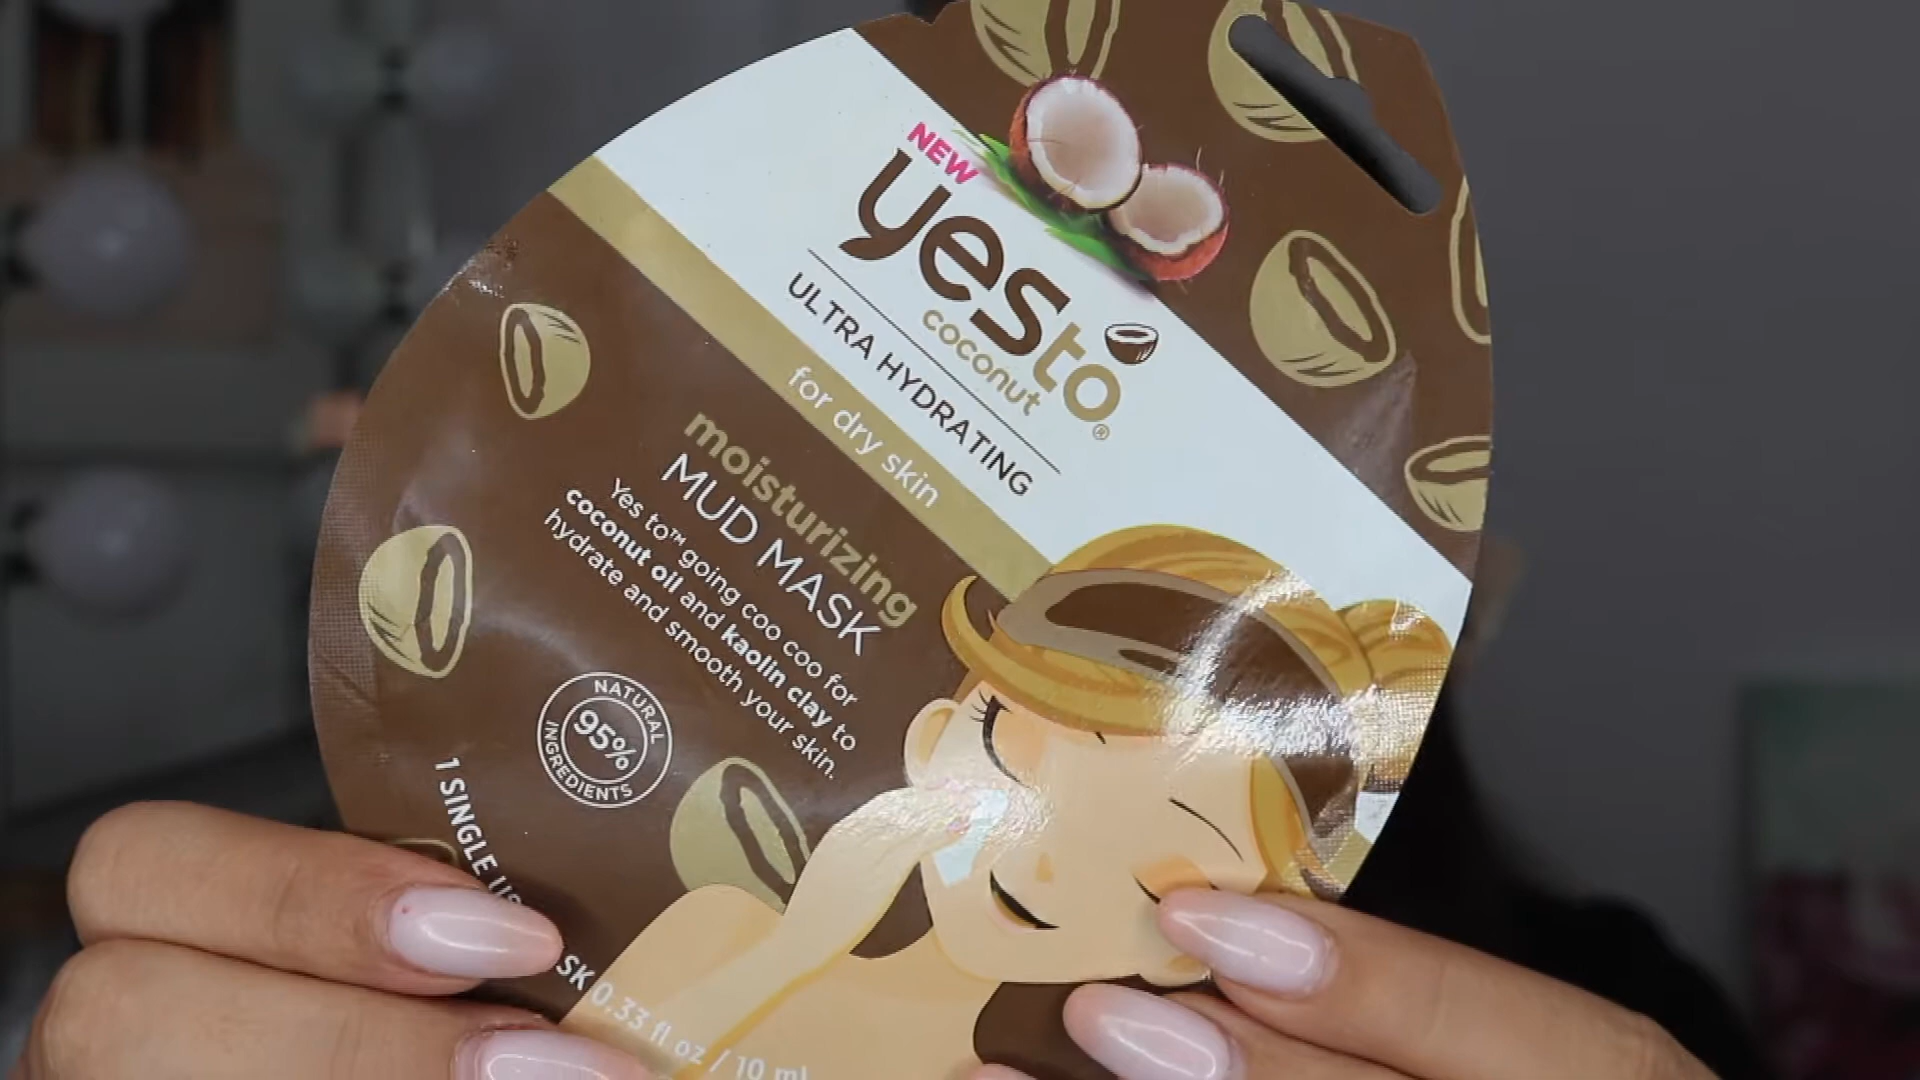 NEW
yes to
coconut®
ULTRA HYDRATING
for dry skin
moisturizing
MUD MASK
Yes to™ going coo coo for
coconut oil and kaolin clay to
hydrate and smooth your skin.
NATURAL
95%
INGREDIENTS
1 SINGLE
0.33 fl oz / 10 ml